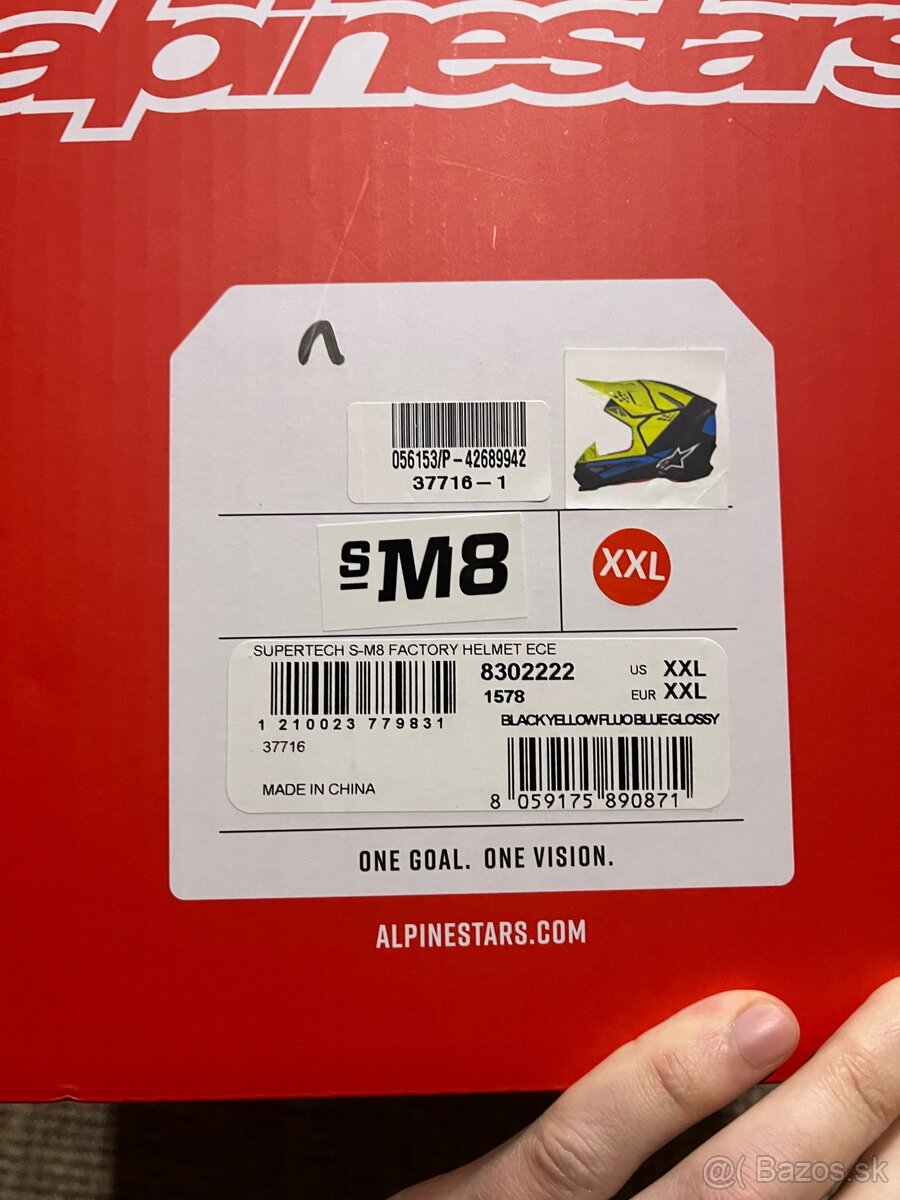 alpinestars
056153/P-42689942
37716-1
SM8
XXL
SUPERTECH S-M8 FACTORY HELMET ECE
8302222
US XXL
1578
EUR XXL
BLACK YELLOW FLUO BLUE GLOSSY
1 210023 779831
37716
MADE IN CHINA
8 059175 890871
ONE GOAL. ONE VISION.
ALPINESTARS.COM
@( Bazos.sk